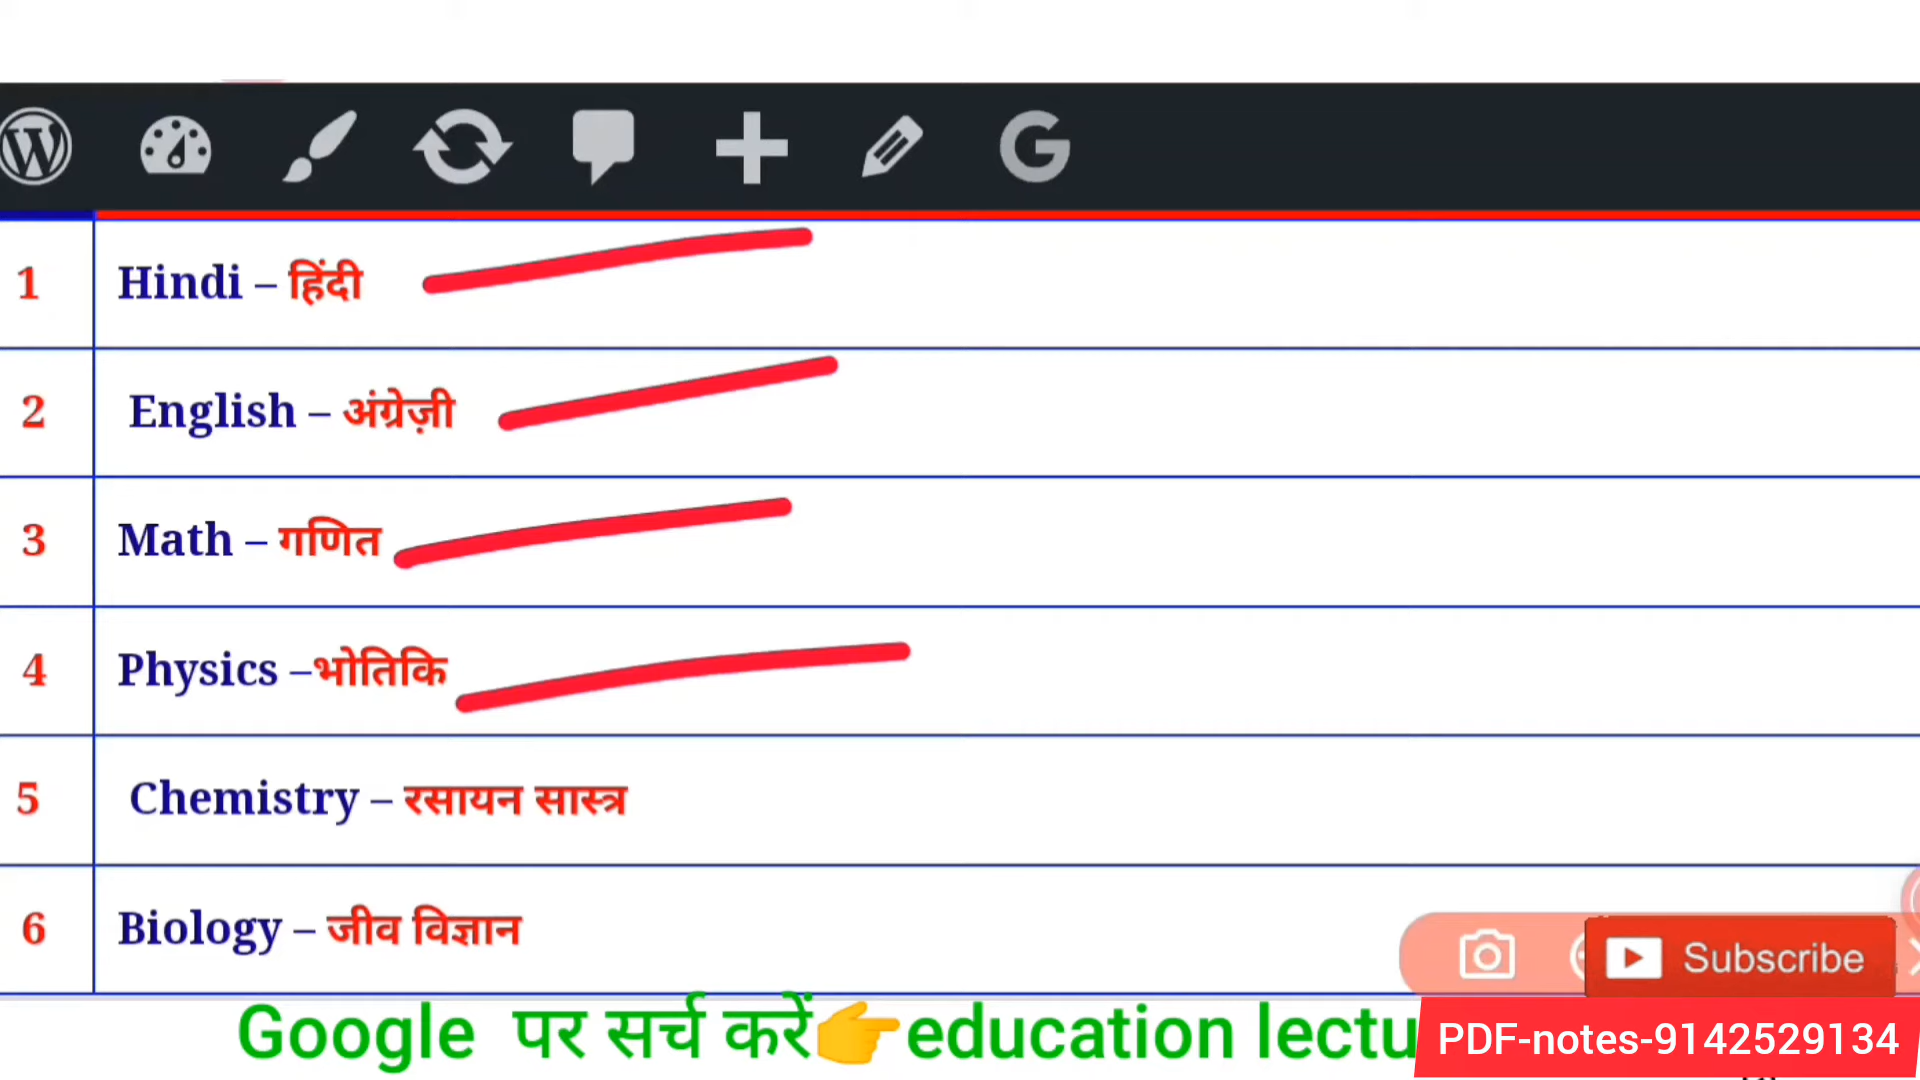 1 Hindi – हिंदी
2 English – अंग्रेज़ी
3 Math – गणित
4 Physics –भोतिकि
5 Chemistry – रसायन सास्त्र
6 Biology – जीव विज्ञान
Subscribe
Google पर सर्च करें👉education lectu
PDF-notes-9142529134